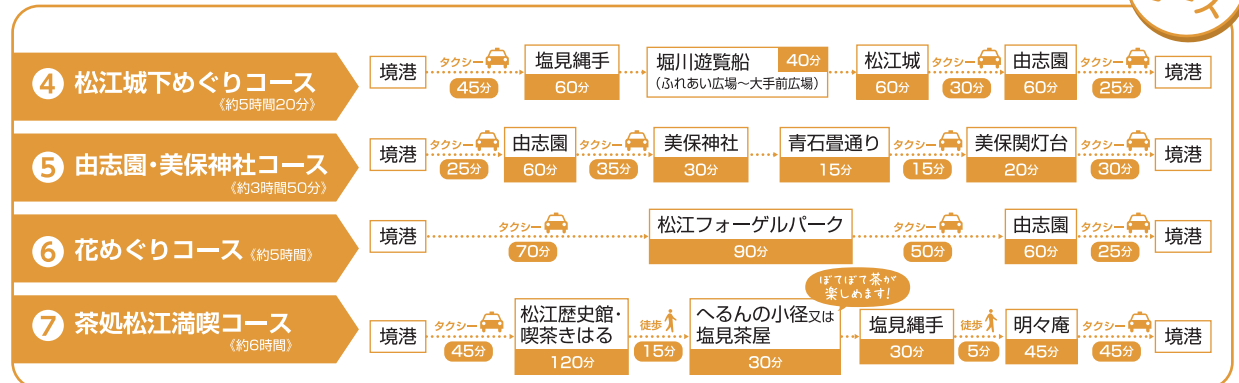 ④ 松江城下めぐりコース
《約5時間20分》
境港
タクシー
45分
塩見縄手
60分
堀川遊覧船
40分
(ふれあい広場〜大手前広場)
松江城
60分
タクシー
30分
由志園
60分
タクシー
25分
境港
⑤ 由志園・美保神社コース
《約3時間50分》
境港
タクシー
25分
由志園
60分
タクシー
35分
美保神社
30分
青石畳通り
15分
タクシー
15分
美保関灯台
20分
タクシー
30分
境港
⑥ 花めぐりコース《約5時間》
境港
タクシー
70分
松江フォーゲルパーク
90分
タクシー
50分
由志園
60分
タクシー
25分
境港
⑦ 茶処松江満喫コース
《約6時間》
境港
タクシー
45分
松江歴史館・
喫茶きはる
120分
徒歩
15分
ぼてぼて茶が
楽しめます!
へるんの小径又は
塩見茶屋
30分
塩見縄手
30分
徒歩
5分
明々庵
45分
タクシー
45分
境港